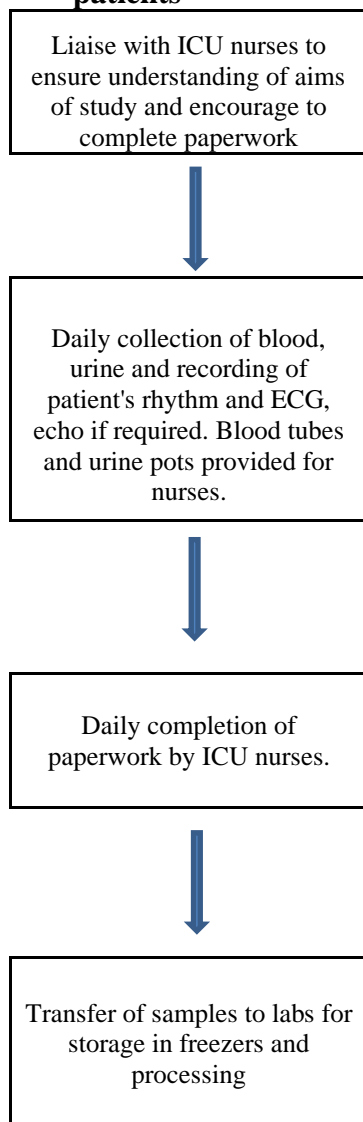 patients
Liaise with ICU nurses to
ensure understanding of aims
of study and encourage to
complete paperwork
Daily collection of blood,
urine and recording of
patient's rhythm and ECG,
echo if required. Blood tubes
and urine pots provided for
nurses.
Daily completion of
paperwork by ICU nurses.
Transfer of samples to labs for
storage in freezers and
processing